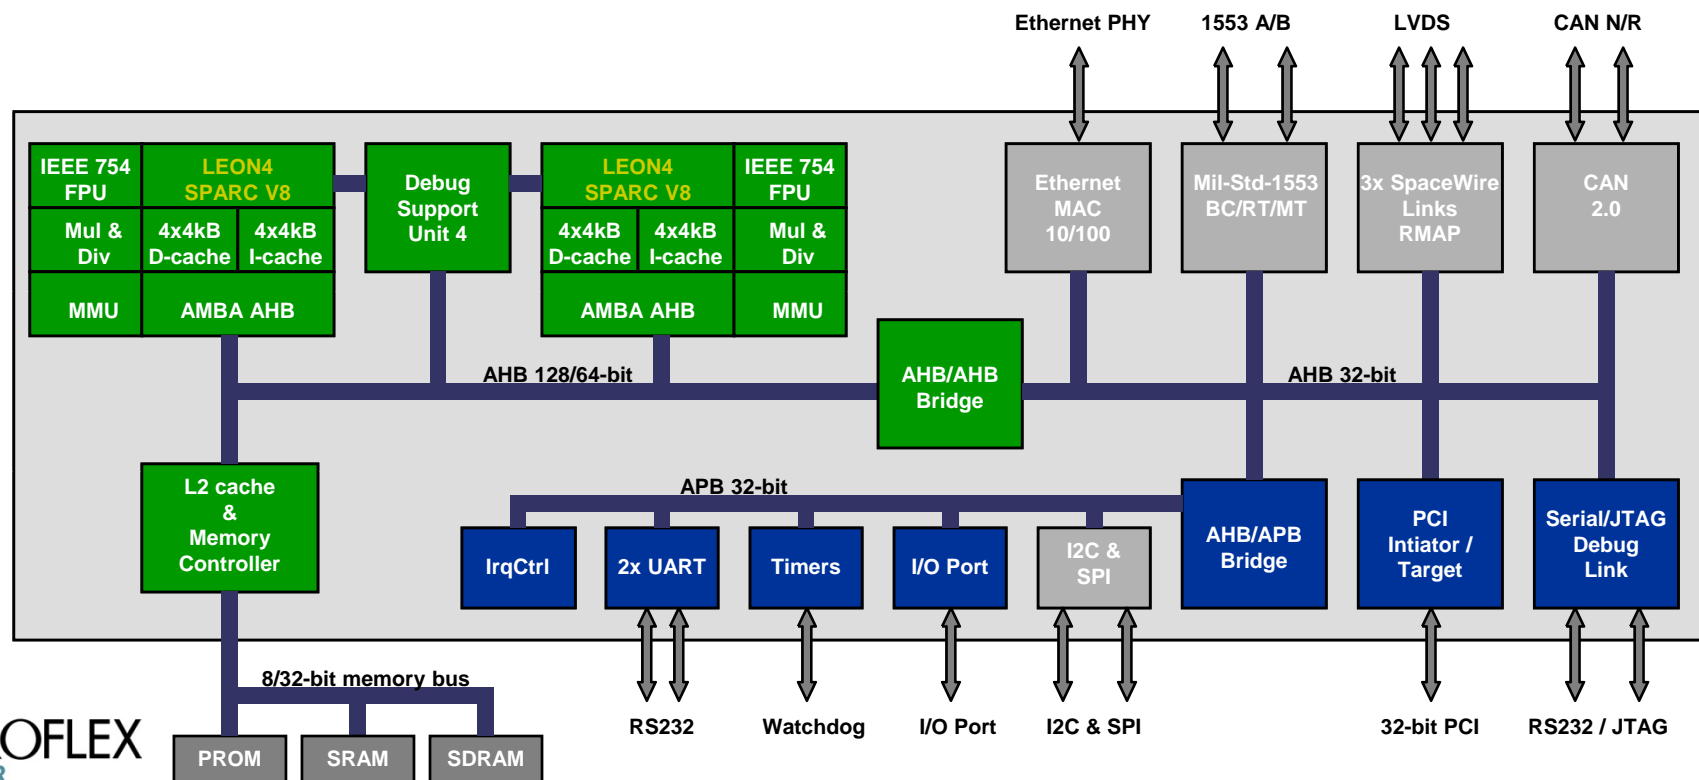 Ethernet PHY
1553 A/B
LVDS
CAN N/R
IEEE 754
FPU
LEON4
SPARC V8
Mul &
Div
4x4kB
D-cache
4x4kB
I-cache
MMU
AMBA AHB
Debug
Support
Unit 4
LEON4
SPARC V8
IEEE 754
FPU
4x4kB
D-cache
4x4kB
I-cache
Mul &
Div
AMBA AHB
MMU
Ethernet
MAC
10/100
Mil-Std-1553
BC/RT/MT
3x SpaceWire
Links
RMAP
CAN
2.0
AHB 128/64-bit
AHB/AHB
Bridge
AHB 32-bit
L2 cache
&
Memory
Controller
APB 32-bit
IrqCtrl
2x UART
Timers
I/O Port
I2C &
SPI
AHB/APB
Bridge
PCI
Intiator /
Target
Serial/JTAG
Debug
Link
8/32-bit memory bus
RS232
Watchdog
I/O Port
I2C & SPI
32-bit PCI
RS232 / JTAG
OFLEX
PROM
SRAM
SDRAM